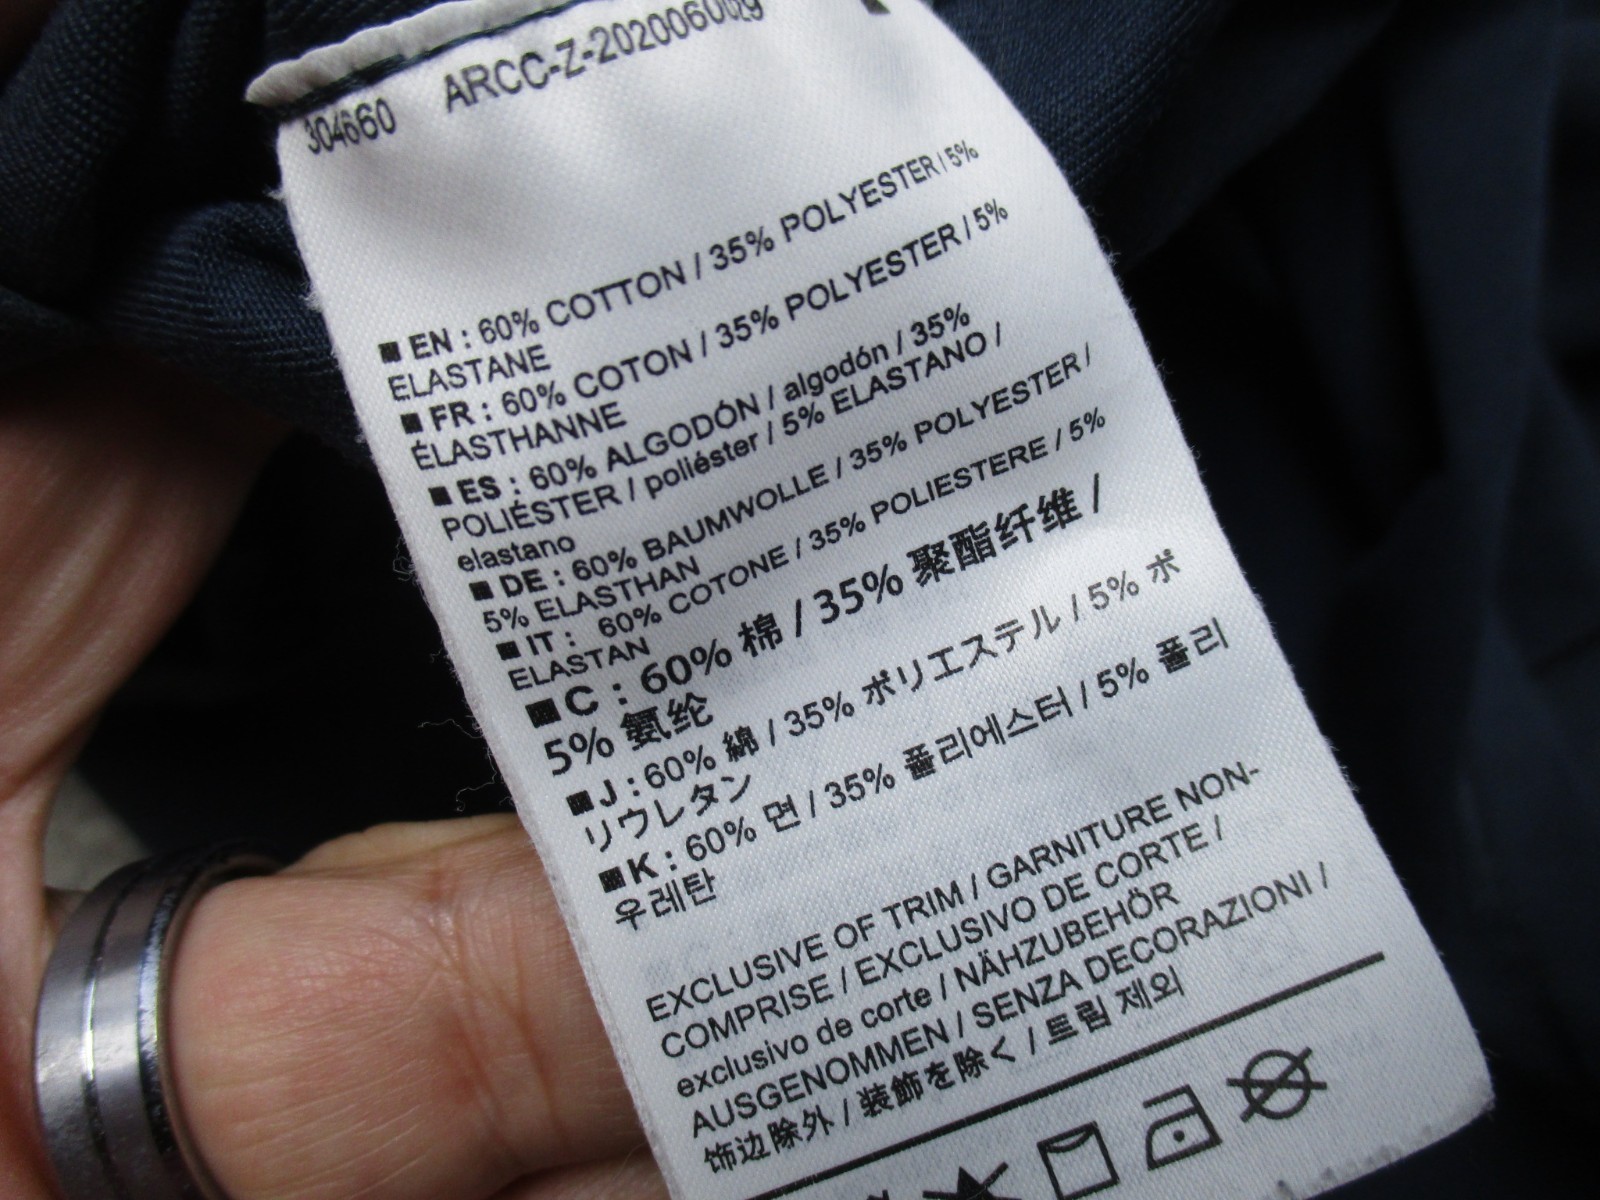 304660 ARCC-Z-2020060029
■ EN : 60% COTTON / 35% POLYESTER / 5%
ELASTANE
■ FR : 60% COTON / 35% POLYESTER / 5%
ÉLASTHANNE
■ ES : 60% ALGODÓN / algodón / 35%
POLIÉSTER / poliéster / 5% ELASTANO /
elastano
■ DE : 60% BAUMWOLLE / 35% POLYESTER /
5% ELASTHAN
■ IT : 60% COTONE / 35% POLIESTERE / 5%
ELASTAN
■ C : 60% 棉 / 35% 聚酯纤维 /
5% 氨纶
■ J : 60% 綿 / 35% ポリエステル / 5% ポ
リウレタン
■ K : 60% 면 / 35% 폴리에스터 / 5% 폴리
우레탄
EXCLUSIVE OF TRIM / GARNITURE NON-
COMPRISE / EXCLUSIVO DE CORTE /
exclusivo de corte / NÄHZUBEHÖR
AUSGENOMMEN / SENZA DECORAZIONI /
饰边除外 / 装飾を除く / 트림 제외